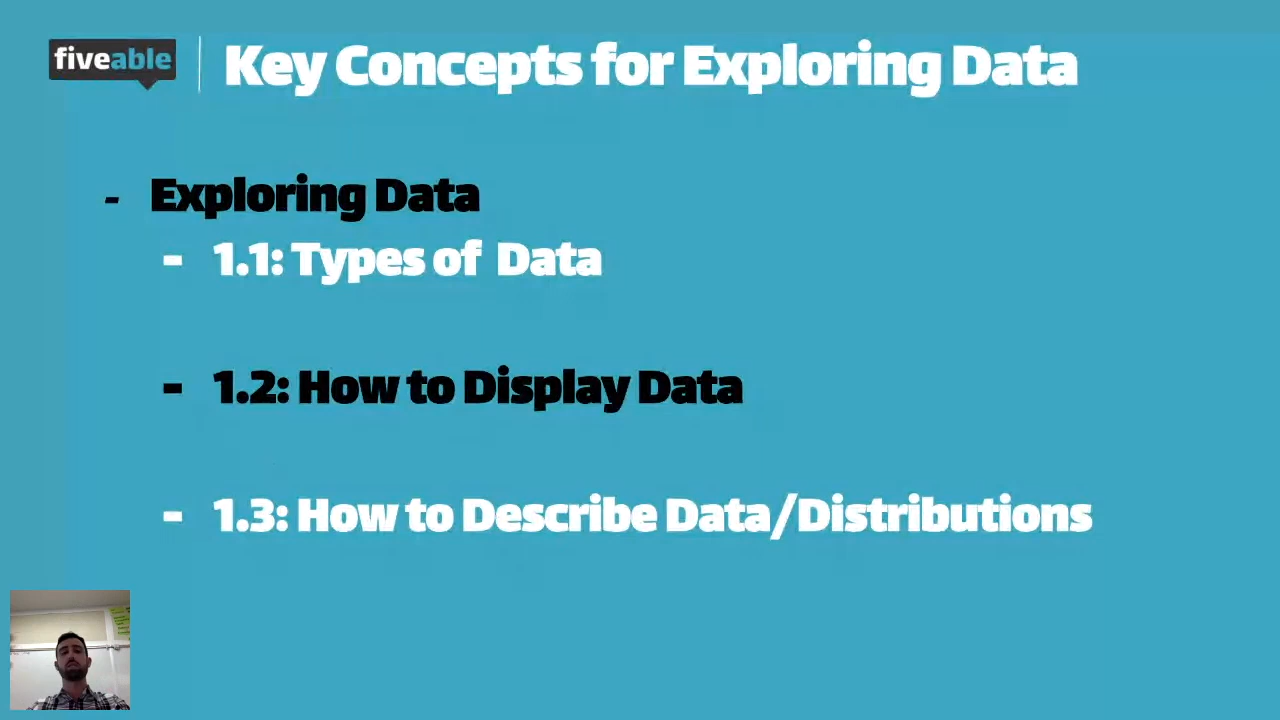 fiveable
Key Concepts for Exploring Data
- Exploring Data
- 1.1: Types of Data
- 1.2: How to Display Data
- 1.3: How to Describe Data/Distributions